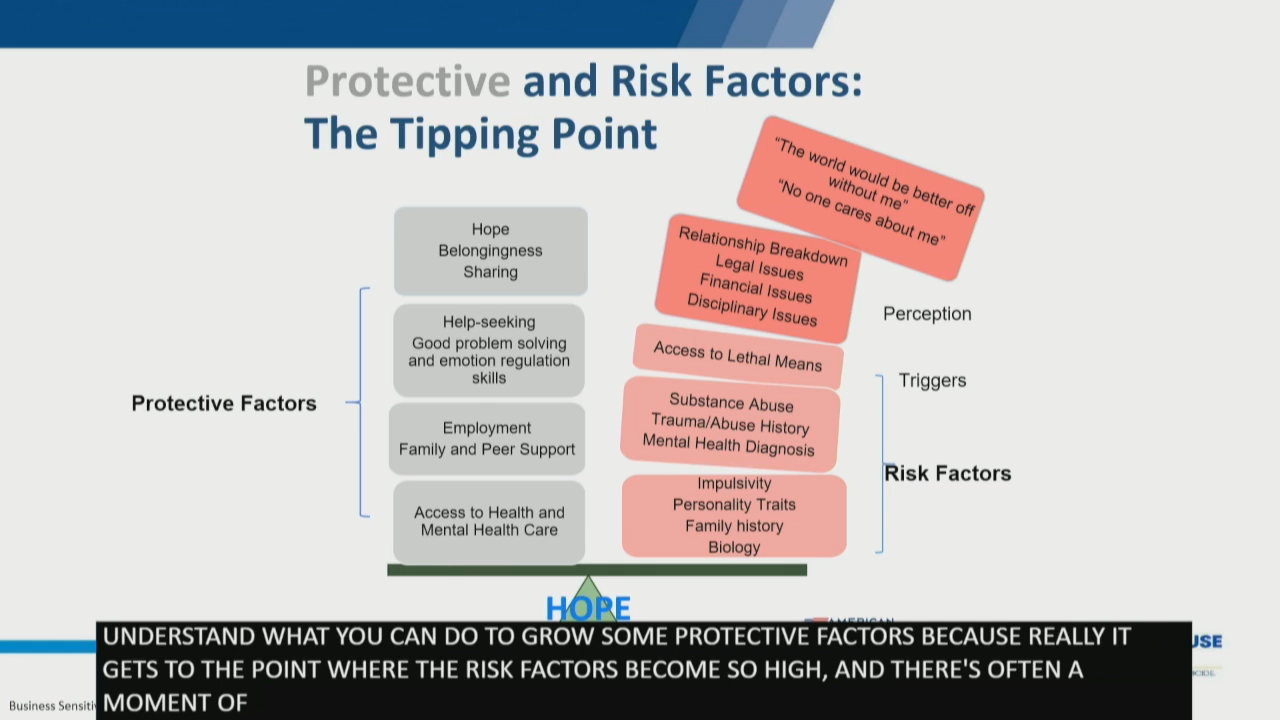 Protective and Risk Factors:
The Tipping Point
"The world would be better off
without me"
"No one cares about me"
Hope
Belongingness
Sharing
Relationship Breakdown
Legal Issues
Financial Issues
Disciplinary Issues
Perception
Help-seeking
Good problem solving
and emotion regulation
skills
Access to Lethal Means
Triggers
Protective Factors
Substance Abuse
Trauma/Abuse History
Mental Health Diagnosis
Employment
Family and Peer Support
Risk Factors
Access to Health and
Mental Health Care
Impulsivity
Personality Traits
Family history
Biology
HOPE
AMERICAN
UNDERSTAND WHAT YOU CAN DO TO GROW SOME PROTECTIVE FACTORS BECAUSE REALLY IT
GETS TO THE POINT WHERE THE RISK FACTORS BECOME SO HIGH, AND THERE'S OFTEN A
MOMENT OF
Business